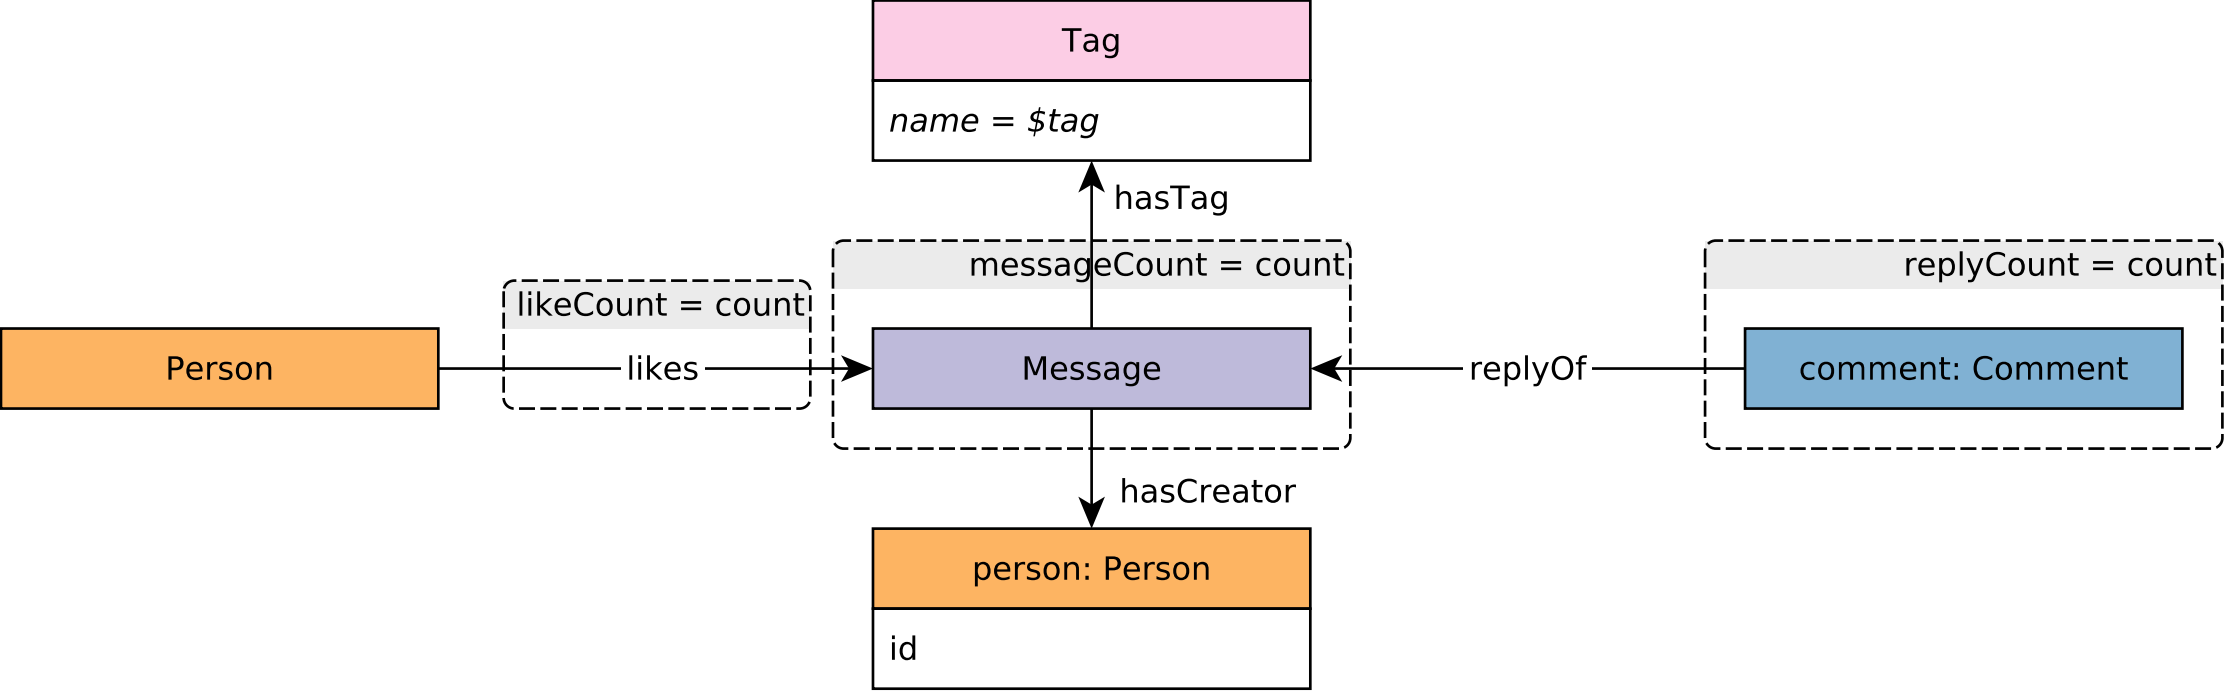 Tag
name = $tag
hasTag
messageCount = count
replyCount = count
likeCount = count
Person
likes
Message
replyOf
comment: Comment
hasCreator
person: Person
id